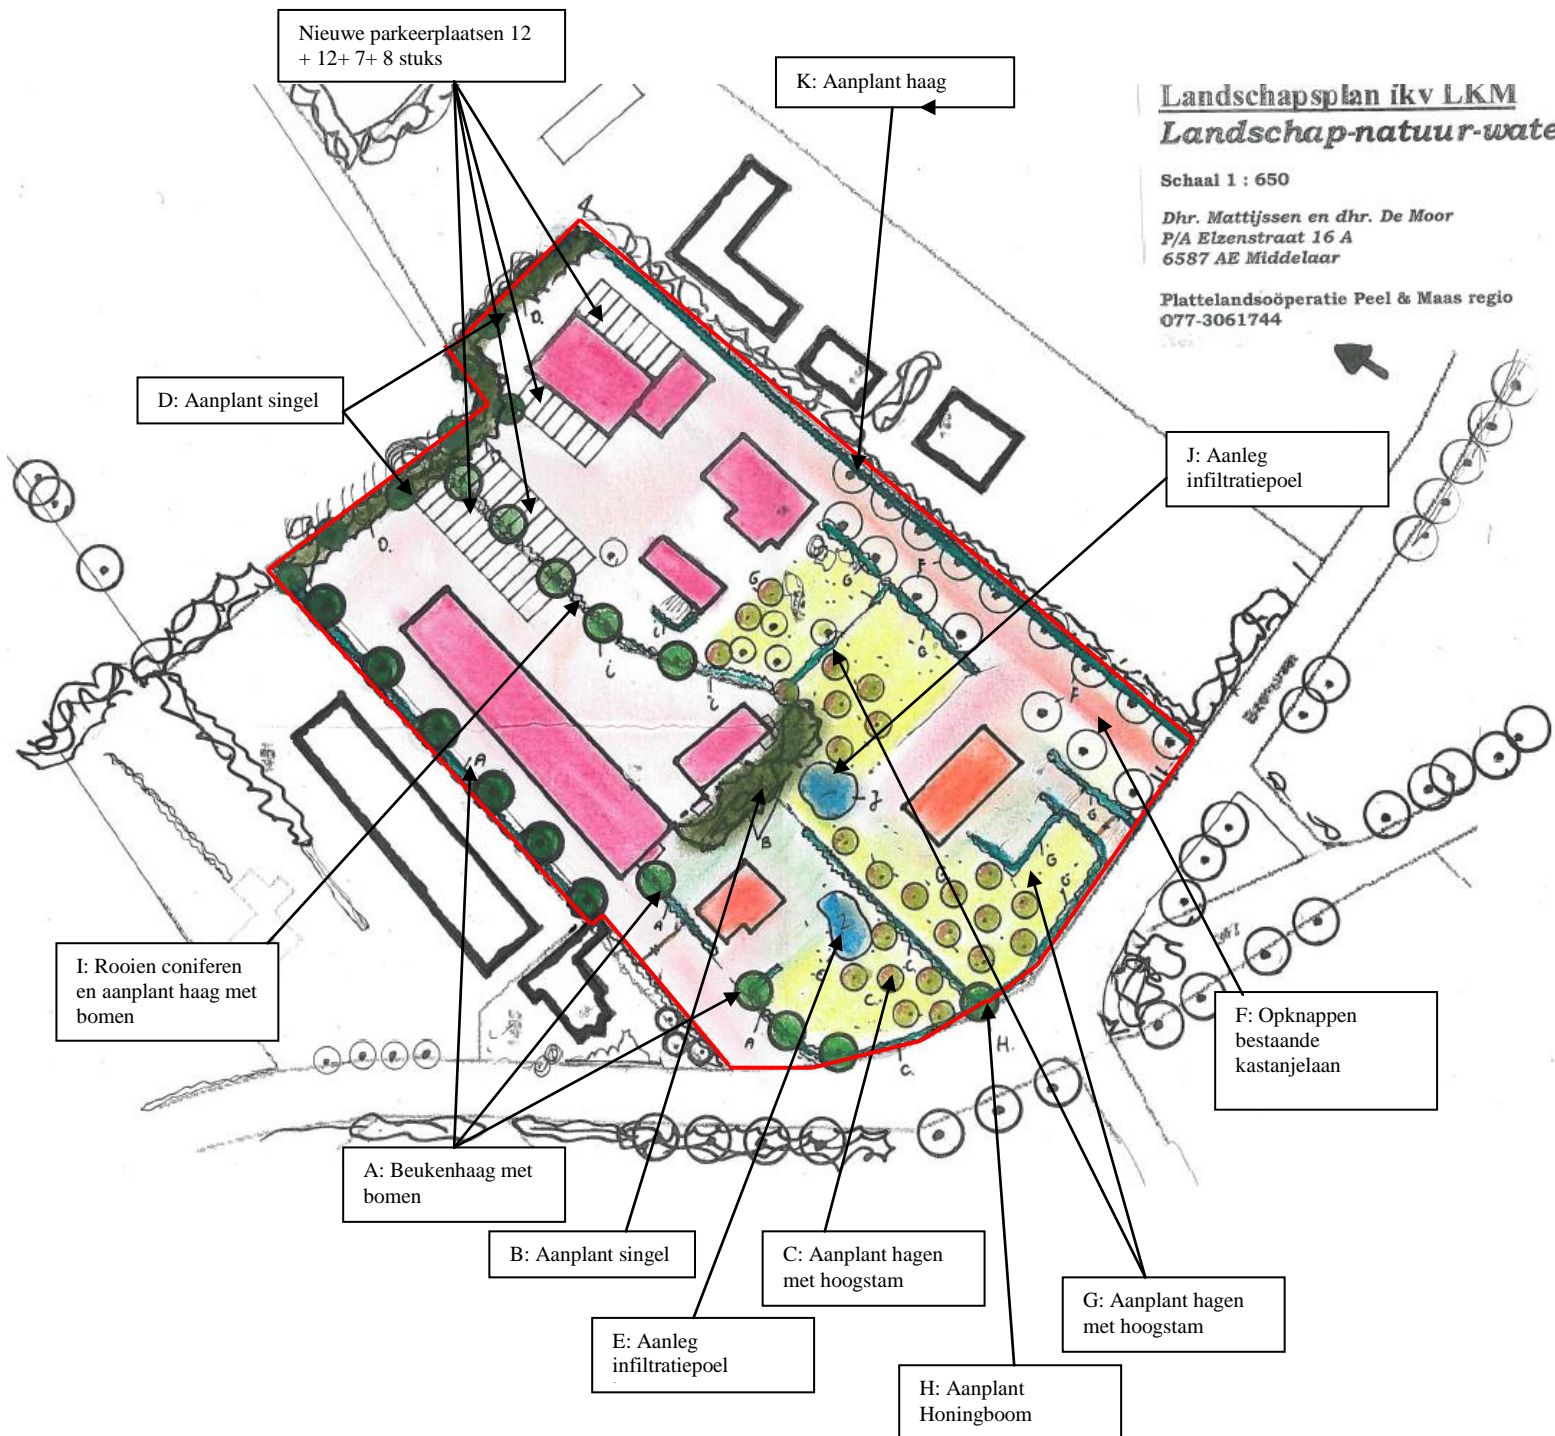 Nieuwe parkeerplaatsen 12
+ 12+ 7+ 8 stuks
K: Aanplant haag
Landschapsplan ikv LKM
Landschap-natuur-wate
Schaal 1 : 650
Dhr. Mattijssen en dhr. De Moor
P/A Elzenstraat 16 A
6587 AE Middelaar
Plattelandsoöperatie Peel & Maas regio
077-3061744
D: Aanplant singel
J: Aanleg
infiltratiepoel
I: Rooien coniferen
en aanplant haag met
bomen
F: Opknappen
bestaande
kastanjelaan
A: Beukenhaag met
bomen
B: Aanplant singel
C: Aanplant hagen
met hoogstam
G: Aanplant hagen
met hoogstam
E: Aanleg
infiltratiepoel
H: Aanplant
Honingboom
D.
D.
F
G
G
G
i
i
i
F
A
J
B
G
G
G
G
A
C
C.
A
C.
H.